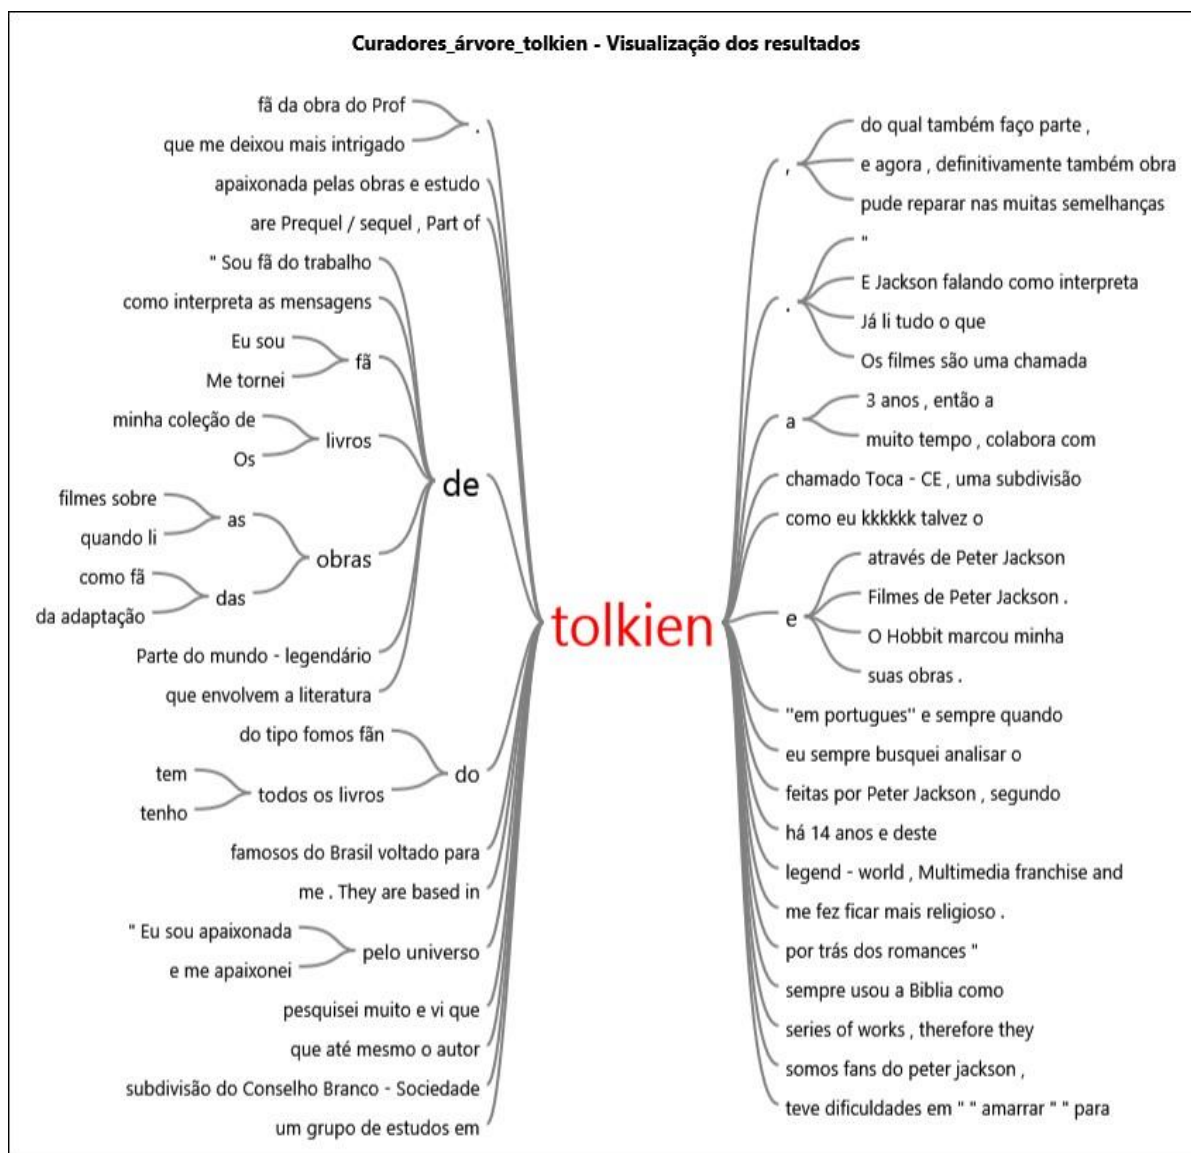 Curadores_árvore_tolkien - Visualização dos resultados
fã da obra do Prof
que me deixou mais intrigado
.
apaixonada pelas obras e estudo
are Prequel / sequel , Part of
" Sou fã do trabalho
como interpreta as mensagens
Eu sou
Me tornei
fã
minha coleção de
Os
livros
filmes sobre
quando li
as
como fã
da adaptação
das
obras
Parte do mundo - legendário
que envolvem a literatura
de
do tipo fomos fãn
tem
tenho
todos os livros
do
famosos do Brasil voltado para
me . They are based in
" Eu sou apaixonada
e me apaixonei
pelo universo
pesquisei muito e vi que
que até mesmo o autor
subdivisão do Conselho Branco - Sociedade
um grupo de estudos em
tolkien
,
do qual também faço parte ,
e agora , definitivamente também obra
pude reparar nas muitas semelhanças
.
"
E Jackson falando como interpreta
Já li tudo o que
Os filmes são uma chamada
a
3 anos , então a
muito tempo , colabora com
chamado Toca - CE , uma subdivisão
como eu kkkkkk talvez o
e
através de Peter Jackson
Filmes de Peter Jackson .
O Hobbit marcou minha
suas obras .
"em portugues" e sempre quando
eu sempre busquei analisar o
feitas por Peter Jackson , segundo
há 14 anos e deste
legend - world , Multimedia franchise and
me fez ficar mais religioso .
por trás dos romances "
sempre usou a Biblia como
series of works , therefore they
somos fans do peter jackson ,
teve dificuldades em " " amarrar " " para